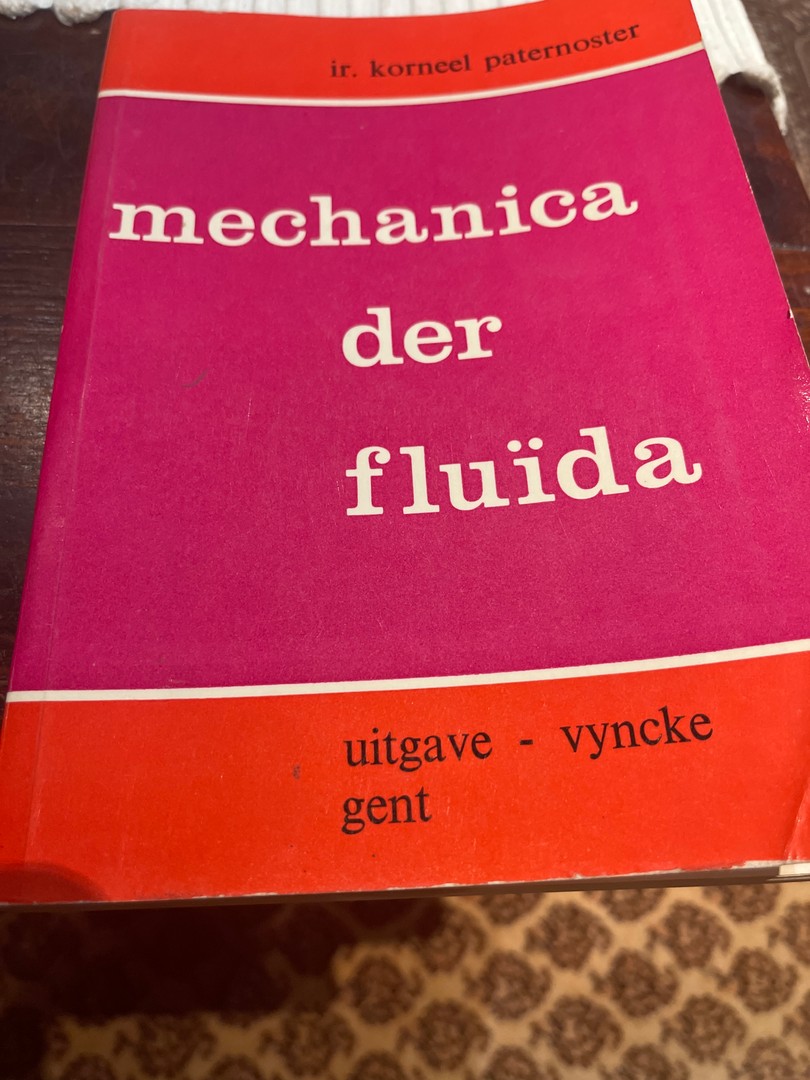 ir. korneel paternoster
mechanica
der
fluïda
uitgave - vyncke
gent